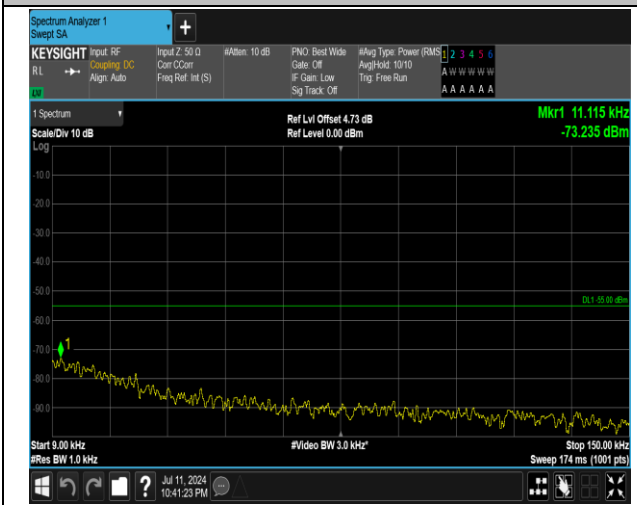 Spectrum Analyzer 1
Swept SA
+
KEYSIGHT
RL
LXI
Input: RF
Coupling: DC
Align: Auto
Input Z: 50 Ω
Corr CCorr
Freq Ref: Int (S)
#Atten: 10 dB
PNO: Best Wide
Gate: Off
IF Gain: Low
Sig Track: Off
#Avg Type: Power (RMS
Avg|Hold: 10/10
Trig: Free Run
1 2 3 4 5 6
A W W W W W
A A A A A A
1 Spectrum
Scale/Div 10 dB
Log
Ref Lvl Offset 4.73 dB
Ref Level 0.00 dBm
Mkr1 11.115 kHz
-73.235 dBm
-10.0
-20.0
-30.0
-40.0
-50.0
DL1 -55.00 dBm
-60.0
-70.0
1
-80.0
-90.0
Start 9.00 kHz
#Res BW 1.0 kHz
#Video BW 3.0 kHz*
Stop 150.00 kHz
Sweep 174 ms (1001 pts)
?
Jul 11, 2024
10:41:23 PM